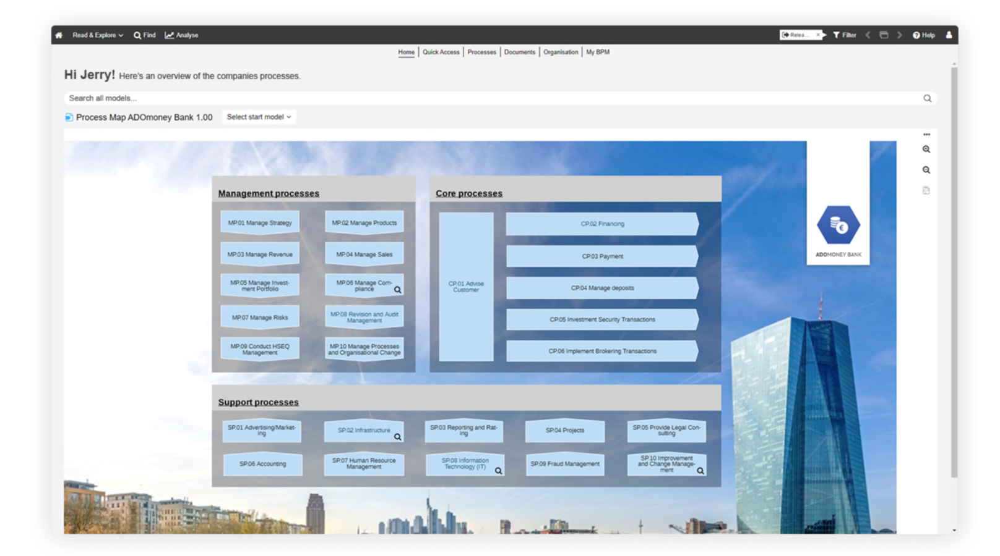 Read & Explore
Find
Analyse
Relea...
Filter
Help
Home
Quick Access
Processes
Documents
Organisation
My BPM
Hi Jerry! Here's an overview of the companies processes.
Search all models...
Process Map ADOmoney Bank 1.00
Select start model
Management processes
MP.01 Manage Strategy
MP.02 Manage Products
MP.03 Manage Revenue
MP.04 Manage Sales
MP.05 Manage Invest-
ment Portfolio
MP.06 Manage Com-
pliance
MP.07 Manage Risks
MP.08 Revision and Audit
Management
MP.09 Conduct HSEQ
Management
MP.10 Manage Processes
and Organisational Change
Core processes
CP.01 Advise
Customer
CP.02 Financing
CP.03 Payment
CP.04 Manage deposits
CP.05 Investment Security Transactions
CP.06 Implement Brokering Transactions
ADOMONEY BANK
Support processes
SP.01 Advertising/Market-
ing
SP.02 Infrastructure
SP.03 Reporting and Rat-
ing
SP.04 Projects
SP.05 Provide Legal Con-
sulting
SP.06 Accounting
SP.07 Human Resource
Management
SP.08 Information
Technology (IT)
SP.09 Fraud Management
SP.10 Improvement
and Change Manage-
ment